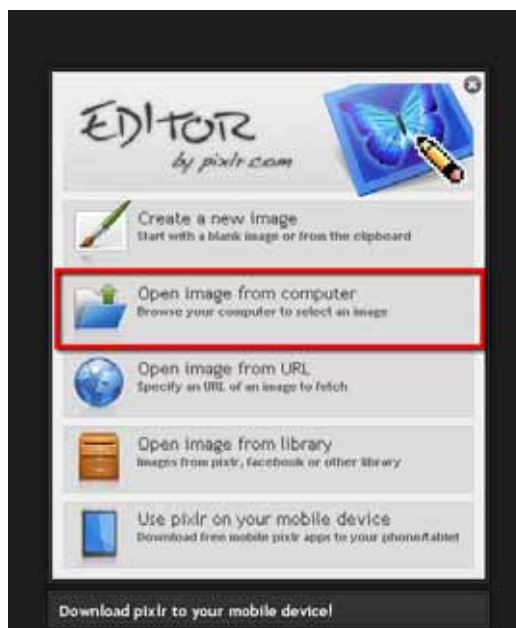 EDITOR
by pixlr.com
Create a new image
Start with a blank image or from the clipboard
Open image from computer
Browse your computer to select an image
Open image from URL
Specify an URL of an image to fetch
Open image from library
Images from pixlr, facebook or other library
Use pixlr on your mobile device
Download free mobile pixlr apps to your phone/tablet
Download pixlr to your mobile device!